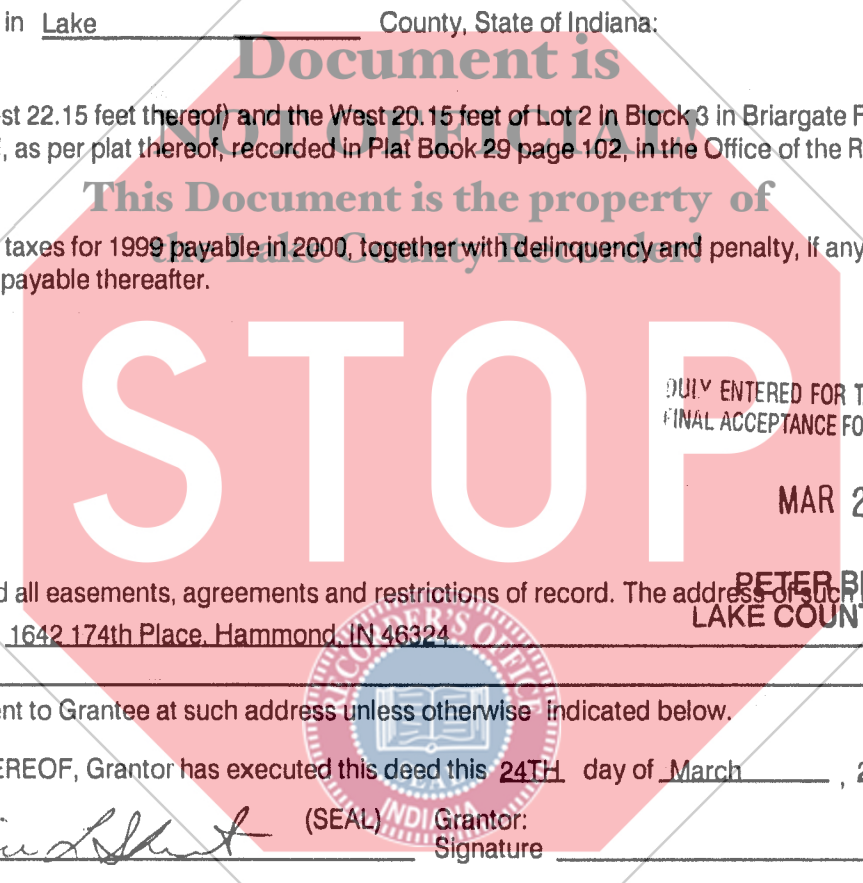 in Lake County, State of Indiana:
Document is
NOT OFFICIAL!
st 22.15 feet thereof) and the West 20.15 feet of Lot 2 in Block 3 in Briargate
, as per plat thereof, recorded in Plat Book 29 page 102, in the Office of the R
This Document is the property of
the Lake County Recorder!
taxes for 1999 payable in 2000, together with delinquency and penalty, if any
payable thereafter.
STOP
DULY ENTERED FOR T
FINAL ACCEPTANCE FO
MAR 2
all easements, agreements and restrictions of record. The address of such
PETER
LAKE COUN
1642 174th Place, Hammond, IN 46324
RECORDER'S OFFICE
ent to Grantee at such address unless otherwise indicated below.
EREOF, Grantor has executed this deed this 24TH day of March , 2
INDIANA
(SEAL) Grantor:
Signature